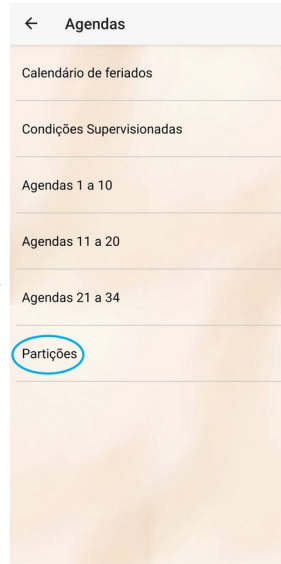 Agendas
Calendário de feriados
Condições Supervisionadas
Agendas 1 a 10
Agendas 11 a 20
Agendas 21 a 34
Partições